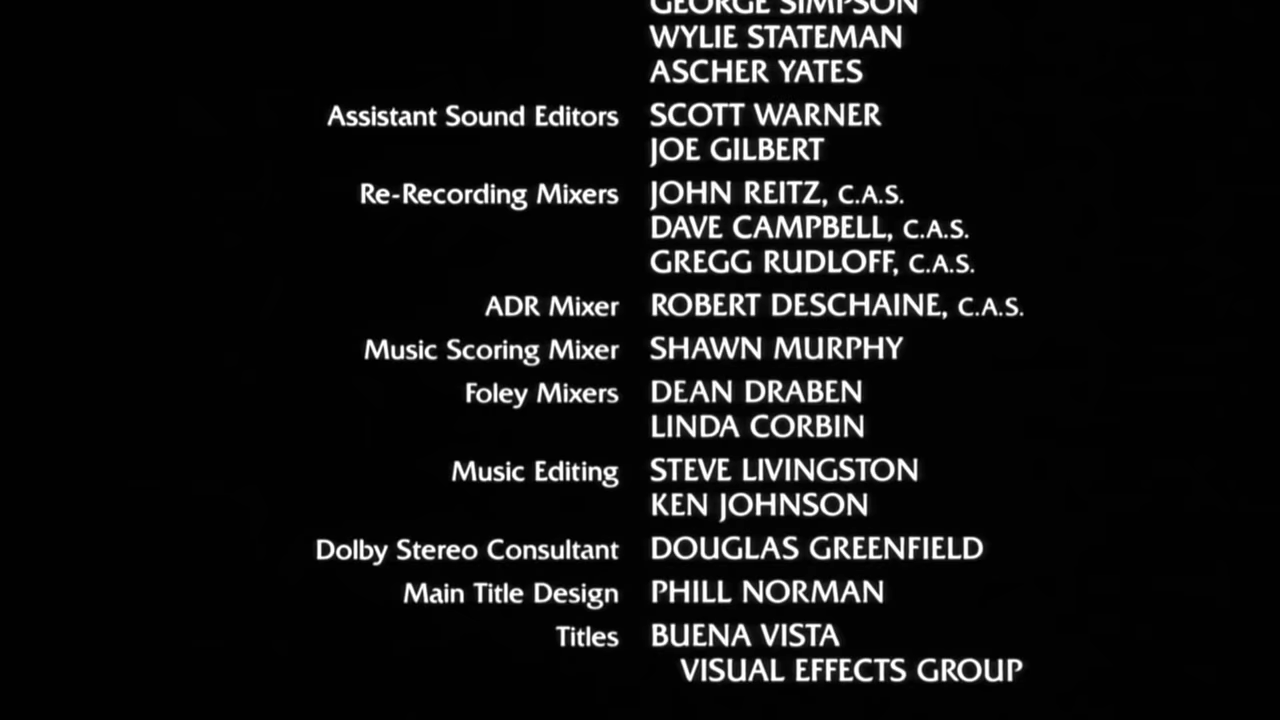 GEORGE SIMPSON
WYLIE STATEMAN
ASCHER YATES
Assistant Sound Editors SCOTT WARNER
JOE GILBERT
Re-Recording Mixers JOHN REITZ, C.A.S.
DAVE CAMPBELL, C.A.S.
GREGG RUDLOFF, C.A.S.
ADR Mixer ROBERT DESCHAINE, C.A.S.
Music Scoring Mixer SHAWN MURPHY
Foley Mixers DEAN DRABEN
LINDA CORBIN
Music Editing STEVE LIVINGSTON
KEN JOHNSON
Dolby Stereo Consultant DOUGLAS GREENFIELD
Main Title Design PHILL NORMAN
Titles BUENA VISTA
VISUAL EFFECTS GROUP